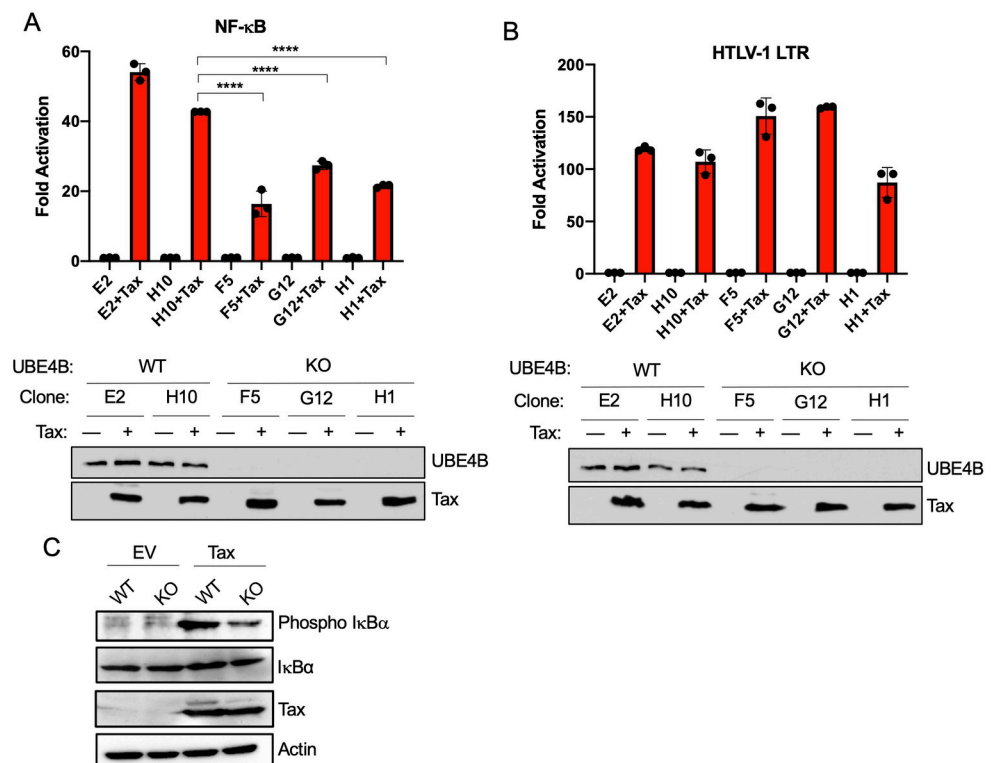 A
NF-κB
Fold Activation
60
40
20
0
****
****
****
E2
E2+Tax
H10
H10+Tax
F5
F5+Tax
G12
G12+Tax
H1
H1+Tax
UBE4B: WT KO
Clone: E2 H10 F5 G12 H1
Tax: — + — + — + — + — +
UBE4B
Tax
B
HTLV-1 LTR
Fold Activation
200
150
100
50
0
E2
E2+Tax
H10
H10+Tax
F5
F5+Tax
G12
G12+Tax
H1
H1+Tax
UBE4B: WT KO
Clone: E2 H10 F5 G12 H1
Tax: — + — + — + — + — +
UBE4B
Tax
C
EV Tax
WT KO WT KO
Phospho IκBα
IκBα
Tax
Actin